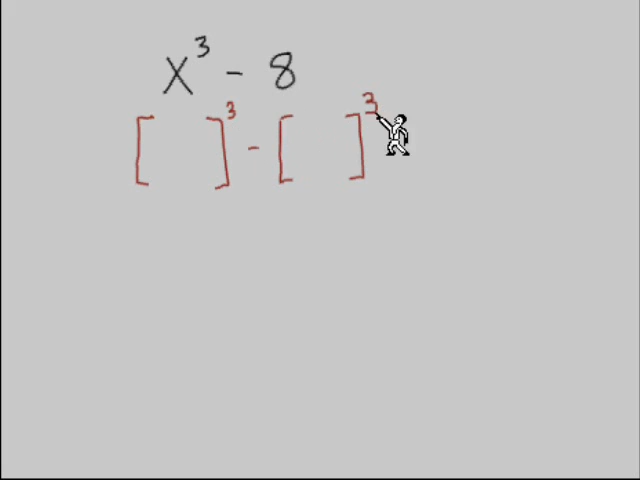 x³ - 8
[ ]³ - [ ]³